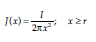 J(x) = I / 2πx²; x ≥ r